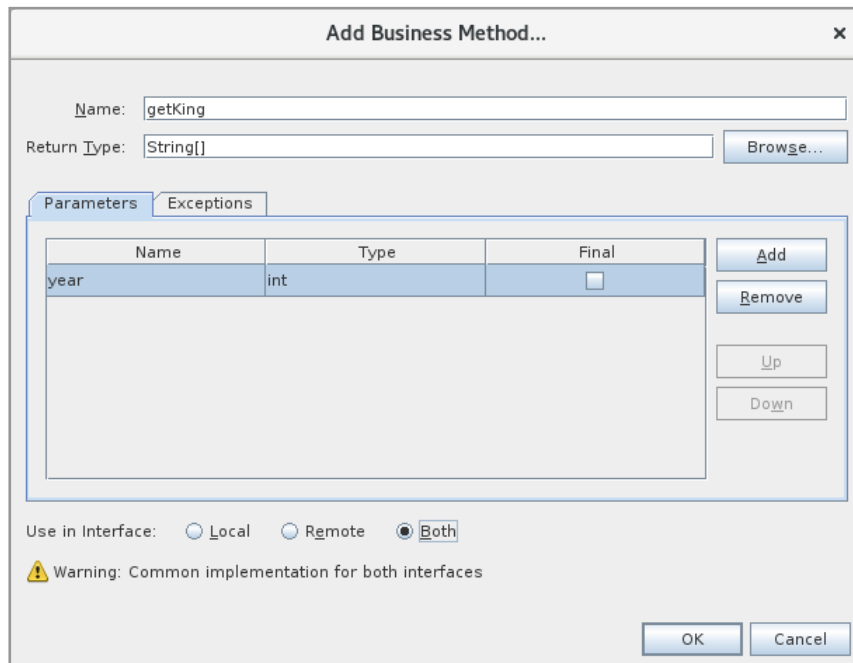 Add Business Method...
Name: getKing
Return Type: String[] Browse...
Parameters Exceptions
Name Type Final Add
year int
Remove
Up
Down
Use in Interface: Local Remote Both
Warning: Common implementation for both interfaces
OK Cancel